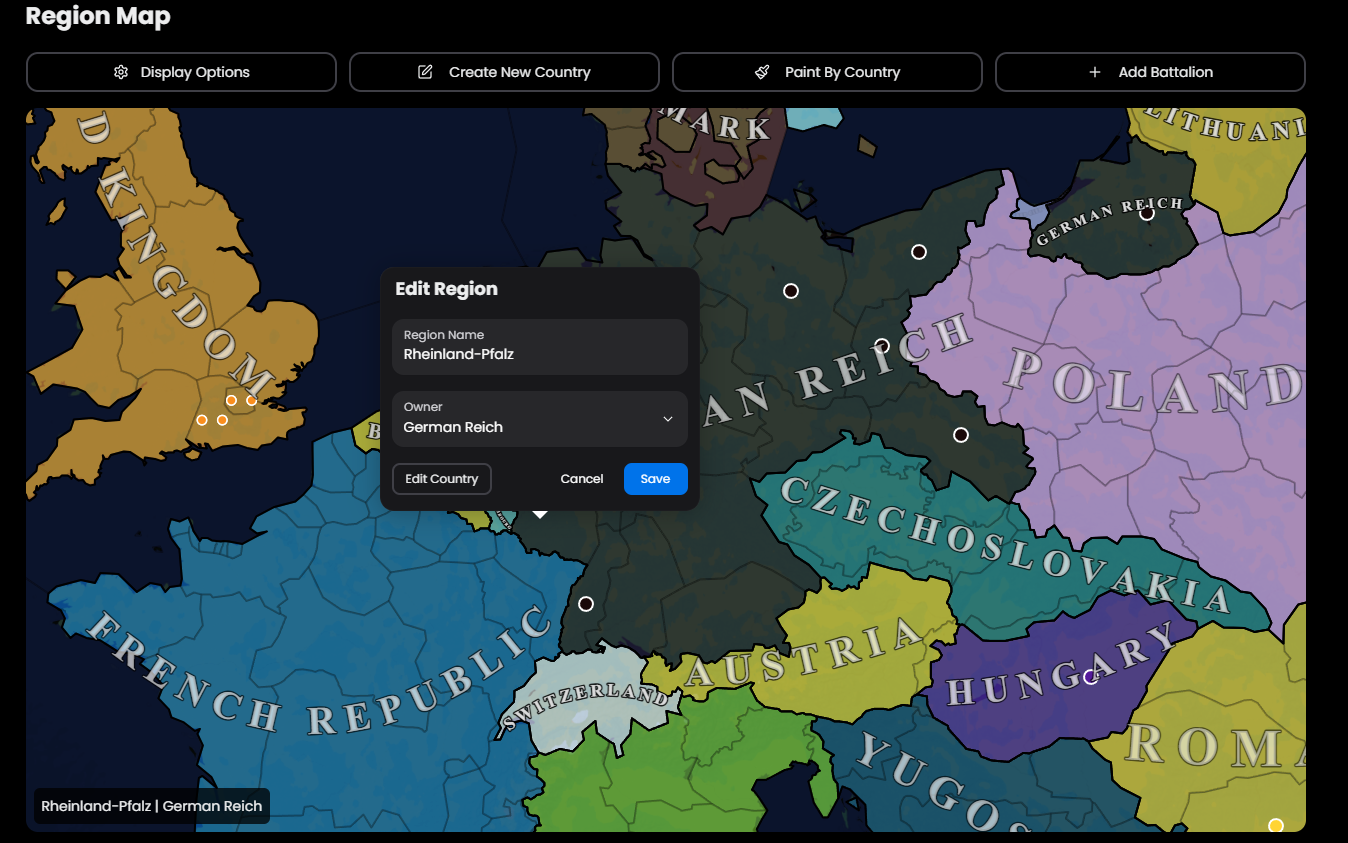 Region Map
Display Options
Create New Country
Paint By Country
Add Battalion
D KINGDOM
MARK
LITHUANI
GERMAN REICH
Edit Region
Region Name
Rheinland-Pfalz
Owner
German Reich
Edit Country
Cancel
Save
B
AN REICH
POLAND
CZECHOSLOVAKIA
FRENCH REPUBLIC
SWITZERLAND
AUSTRIA
HUNGARY
YUGOS
ROMA
Rheinland-Pfalz | German Reich